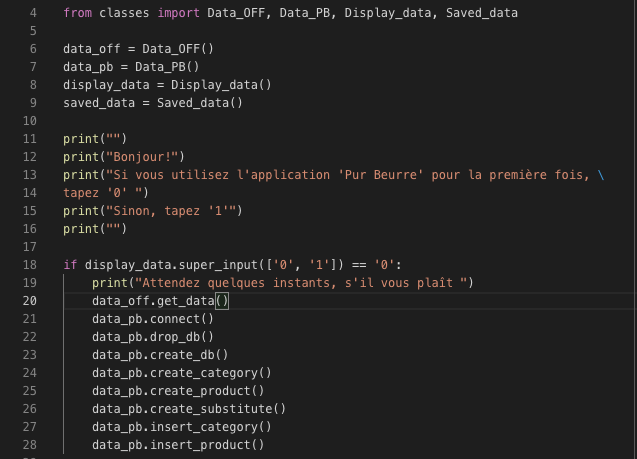 4 from classes import Data_OFF, Data_PB, Display_data, Saved_data
5
6 data_off = Data_OFF()
7 data_pb = Data_PB()
8 display_data = Display_data()
9 saved_data = Saved_data()
10
11 print("")
12 print("Bonjour!")
13 print("Si vous utilisez l'application 'Pur Beurre' pour la première fois, \
14 tapez '0' ")
15 print("Sinon, tapez '1'")
16 print("")
17
18 if display_data.super_input(['0', '1']) == '0':
19     print("Attendez quelques instants, s'il vous plaît ")
20     data_off.get_data()
21     data_pb.connect()
22     data_pb.drop_db()
23     data_pb.create_db()
24     data_pb.create_category()
25     data_pb.create_product()
26     data_pb.create_substitute()
27     data_pb.insert_category()
28     data_pb.insert_product()